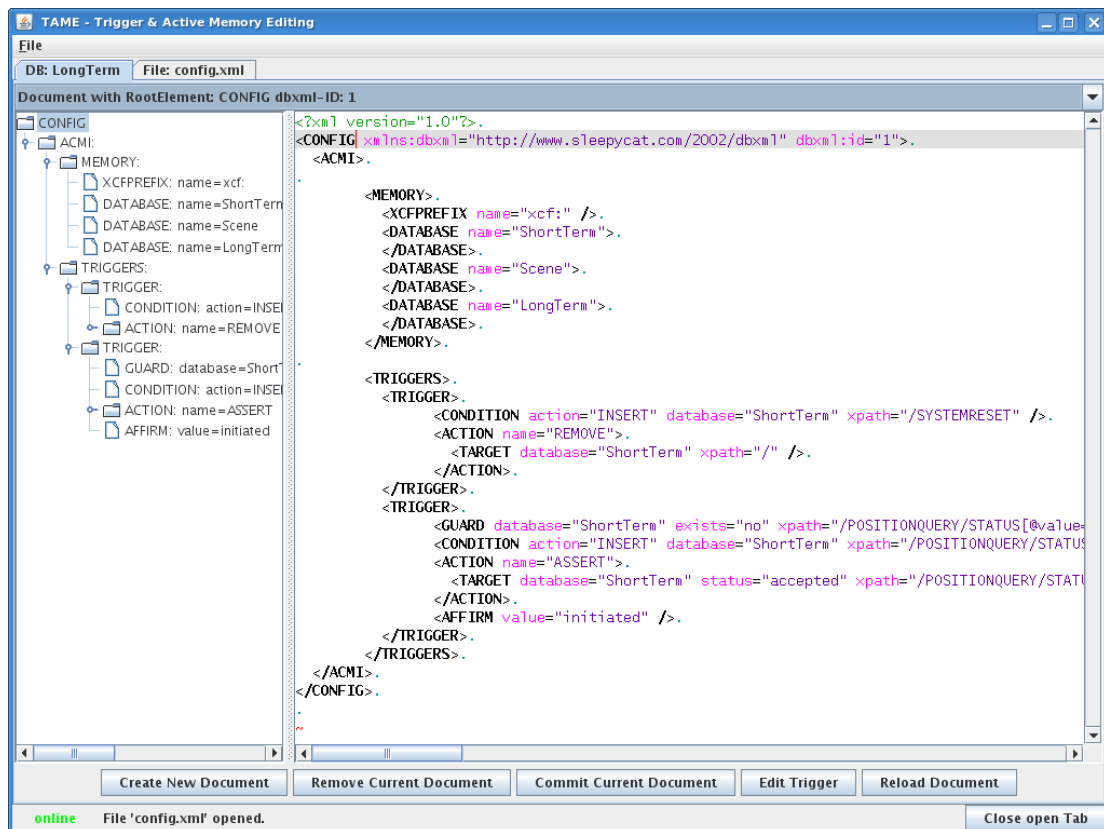 TAME - Trigger & Active Memory Editing
File
DB: LongTerm
File: config.xml
Document with RootElement: CONFIG dbxml-ID: 1
CONFIG
ACMI:
MEMORY:
XCFPREFIX: name=xcf:
DATABASE: name=ShortTerm
DATABASE: name=Scene
DATABASE: name=LongTerm
TRIGGERS:
TRIGGER:
CONDITION: action=INSE
ACTION: name=REMOVE
TRIGGER:
GUARD: database=ShortT
CONDITION: action=INSE
ACTION: name=ASSERT
AFFIRM: value=initiated
<?xml version="1.0"?>.
<CONFIG xmlns:dbxml="http://www.sleepycat.com/2002/dbxml" dbxml:id="1">.
<ACMI>.
.
<MEMORY>.
<XCFPREFIX name="xcf:" />.
<DATABASE name="ShortTerm">.
</DATABASE>.
<DATABASE name="Scene">.
</DATABASE>.
<DATABASE name="LongTerm">.
</DATABASE>.
</MEMORY>.
.
<TRIGGERS>.
<TRIGGER>.
<CONDITION action="INSERT" database="ShortTerm" xpath="/SYSTEMRESET" />.
<ACTION name="REMOVE">.
<TARGET database="ShortTerm" xpath="/" />.
</ACTION>.
</TRIGGER>.
<TRIGGER>.
<GUARD database="ShortTerm" exists="no" xpath="/POSITIONQUERY/STATUS[@value=
<CONDITION action="INSERT" database="ShortTerm" xpath="/POSITIONQUERY/STATUS
<ACTION name="ASSERT">.
<TARGET database="ShortTerm" status="accepted" xpath="/POSITIONQUERY/STATU
</ACTION>.
<AFFIRM value="initiated" />.
</TRIGGER>.
</TRIGGERS>.
</ACMI>.
</CONFIG>.
.
~
Create New Document
Remove Current Document
Commit Current Document
Edit Trigger
Reload Document
online
File 'config.xml' opened.
Close open Tab